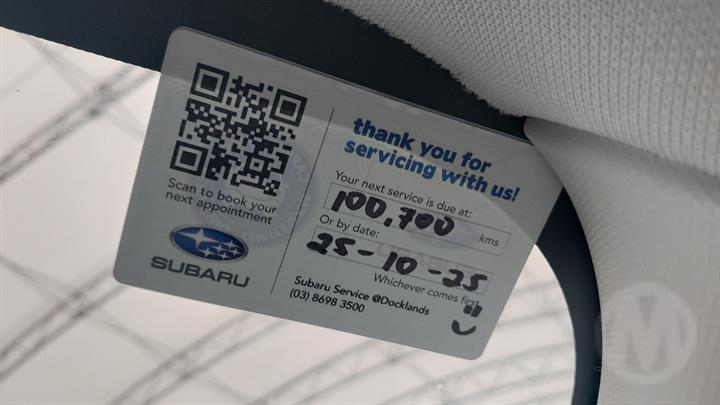 Scan to book your
next appointment
SUBARU
thank you for
servicing with us!
Your next service is due at:
100,700 kms
Or by date:
25-10-25
Whichever comes first
Subaru Service @Docklands
(03) 8698 3500
M